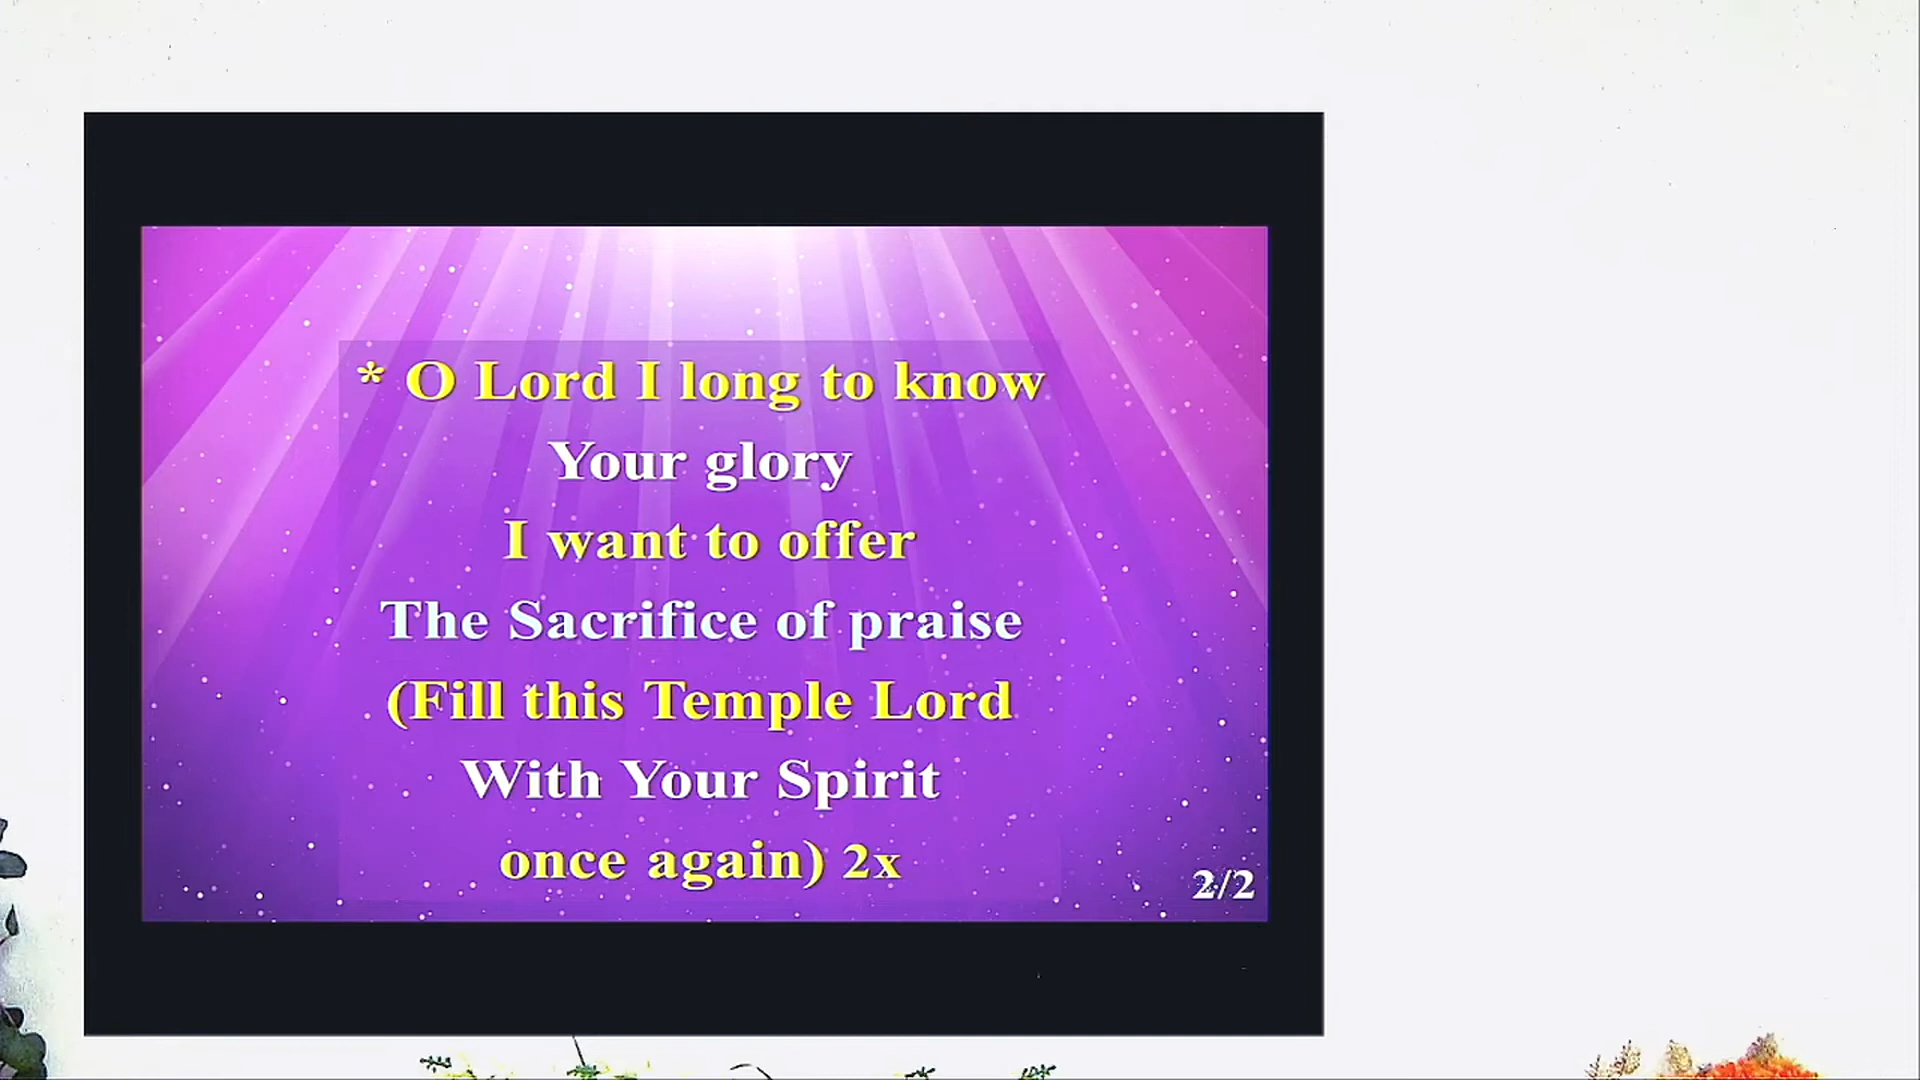 * O Lord I long to know
Your glory
I want to offer
The Sacrifice of praise
(Fill this Temple Lord
With Your Spirit
once again) 2x
2/2